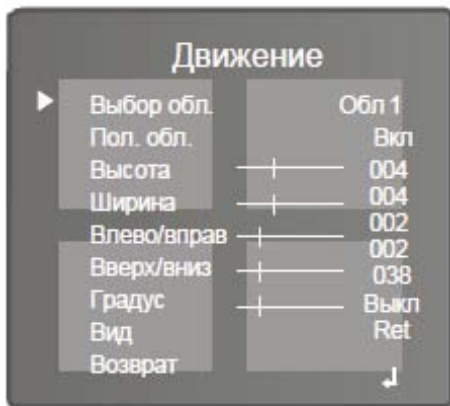 Движение
Выбор обл. Обл 1
Пол. обл. Вкл
Высота 004
Ширина 004
Влево/вправ 002
Вверх/вниз 002
Градус 038
Вид Выкл
Возврат Ret